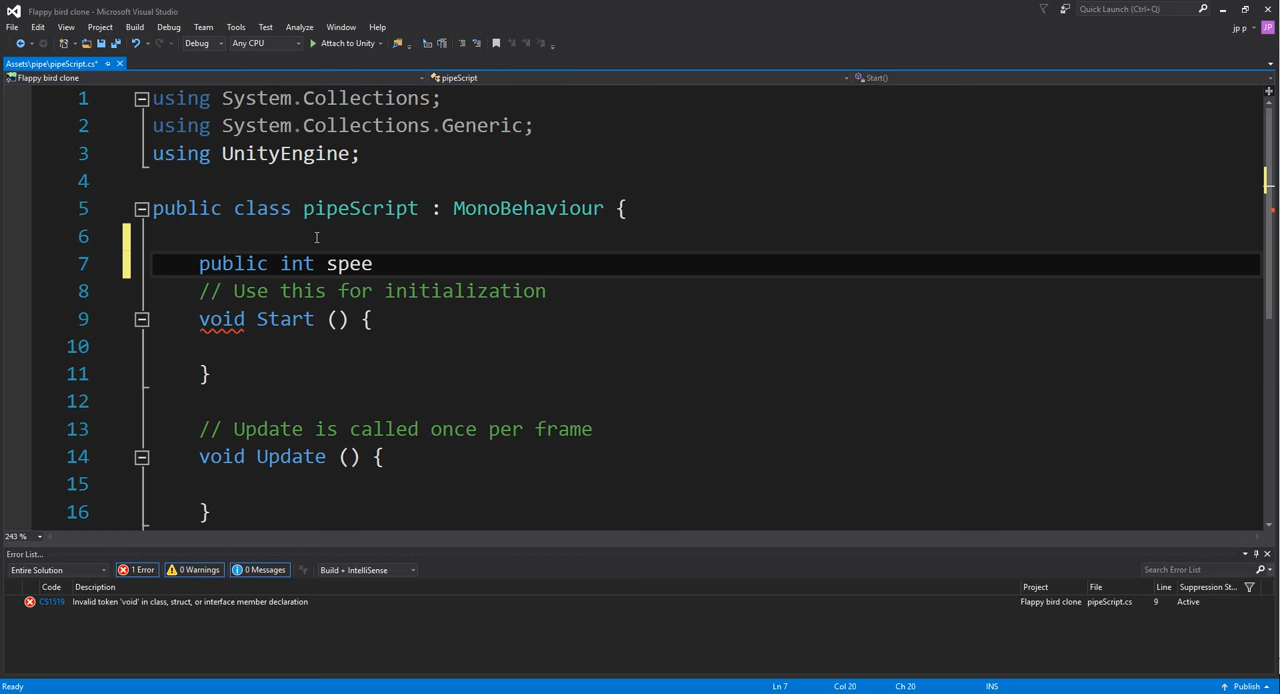 Flappy bird clone - Microsoft Visual Studio
Quick Launch (Ctrl+Q)
File Edit View Project Build Debug Team Tools Test Analyze Window Help
jp p JP
Debug Any CPU Attach to Unity
Assets\pipe\pipeScript.cs*
Flappy bird clone pipeScript Start()
1 using System.Collections;
2 using System.Collections.Generic;
3 using UnityEngine;
4
5 public class pipeScript : MonoBehaviour {
6
7 public int spee
8 // Use this for initialization
9 void Start () {
10
11 }
12
13 // Update is called once per frame
14 void Update () {
15
16 }
243 %
Error List...
Entire Solution 1 Error 0 Warnings 0 Messages Build + IntelliSense Search Error List
Code Description Project File Line Suppression St...
CS1519 Invalid token 'void' in class, struct, or interface member declaration Flappy bird clone pipeScript.cs 9 Active
Ready Ln 7 Col 20 Ch 20 INS Publish